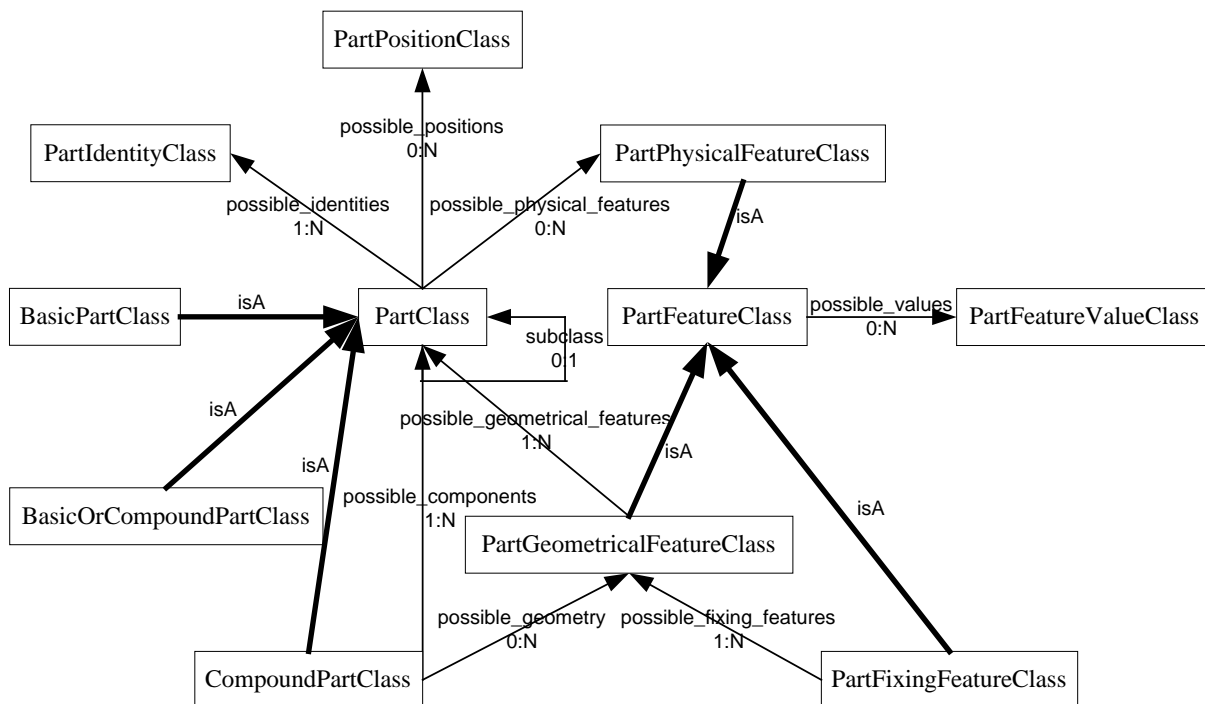 PartPositionClass
possible_positions
0:N
PartIdentityClass
PartPhysicalFeatureClass
possible_identities
1:N
possible_physical_features
0:N
isA
BasicPartClass
isA
PartClass
subclass
0:1
PartFeatureClass
possible_values
0:N
PartFeatureValueClass
isA
possible_geometrical_features
1:N
isA
isA
possible_components
1:N
isA
BasicOrCompoundPartClass
PartGeometricalFeatureClass
possible_geometry
0:N
possible_fixing_features
1:N
CompoundPartClass
PartFixingFeatureClass